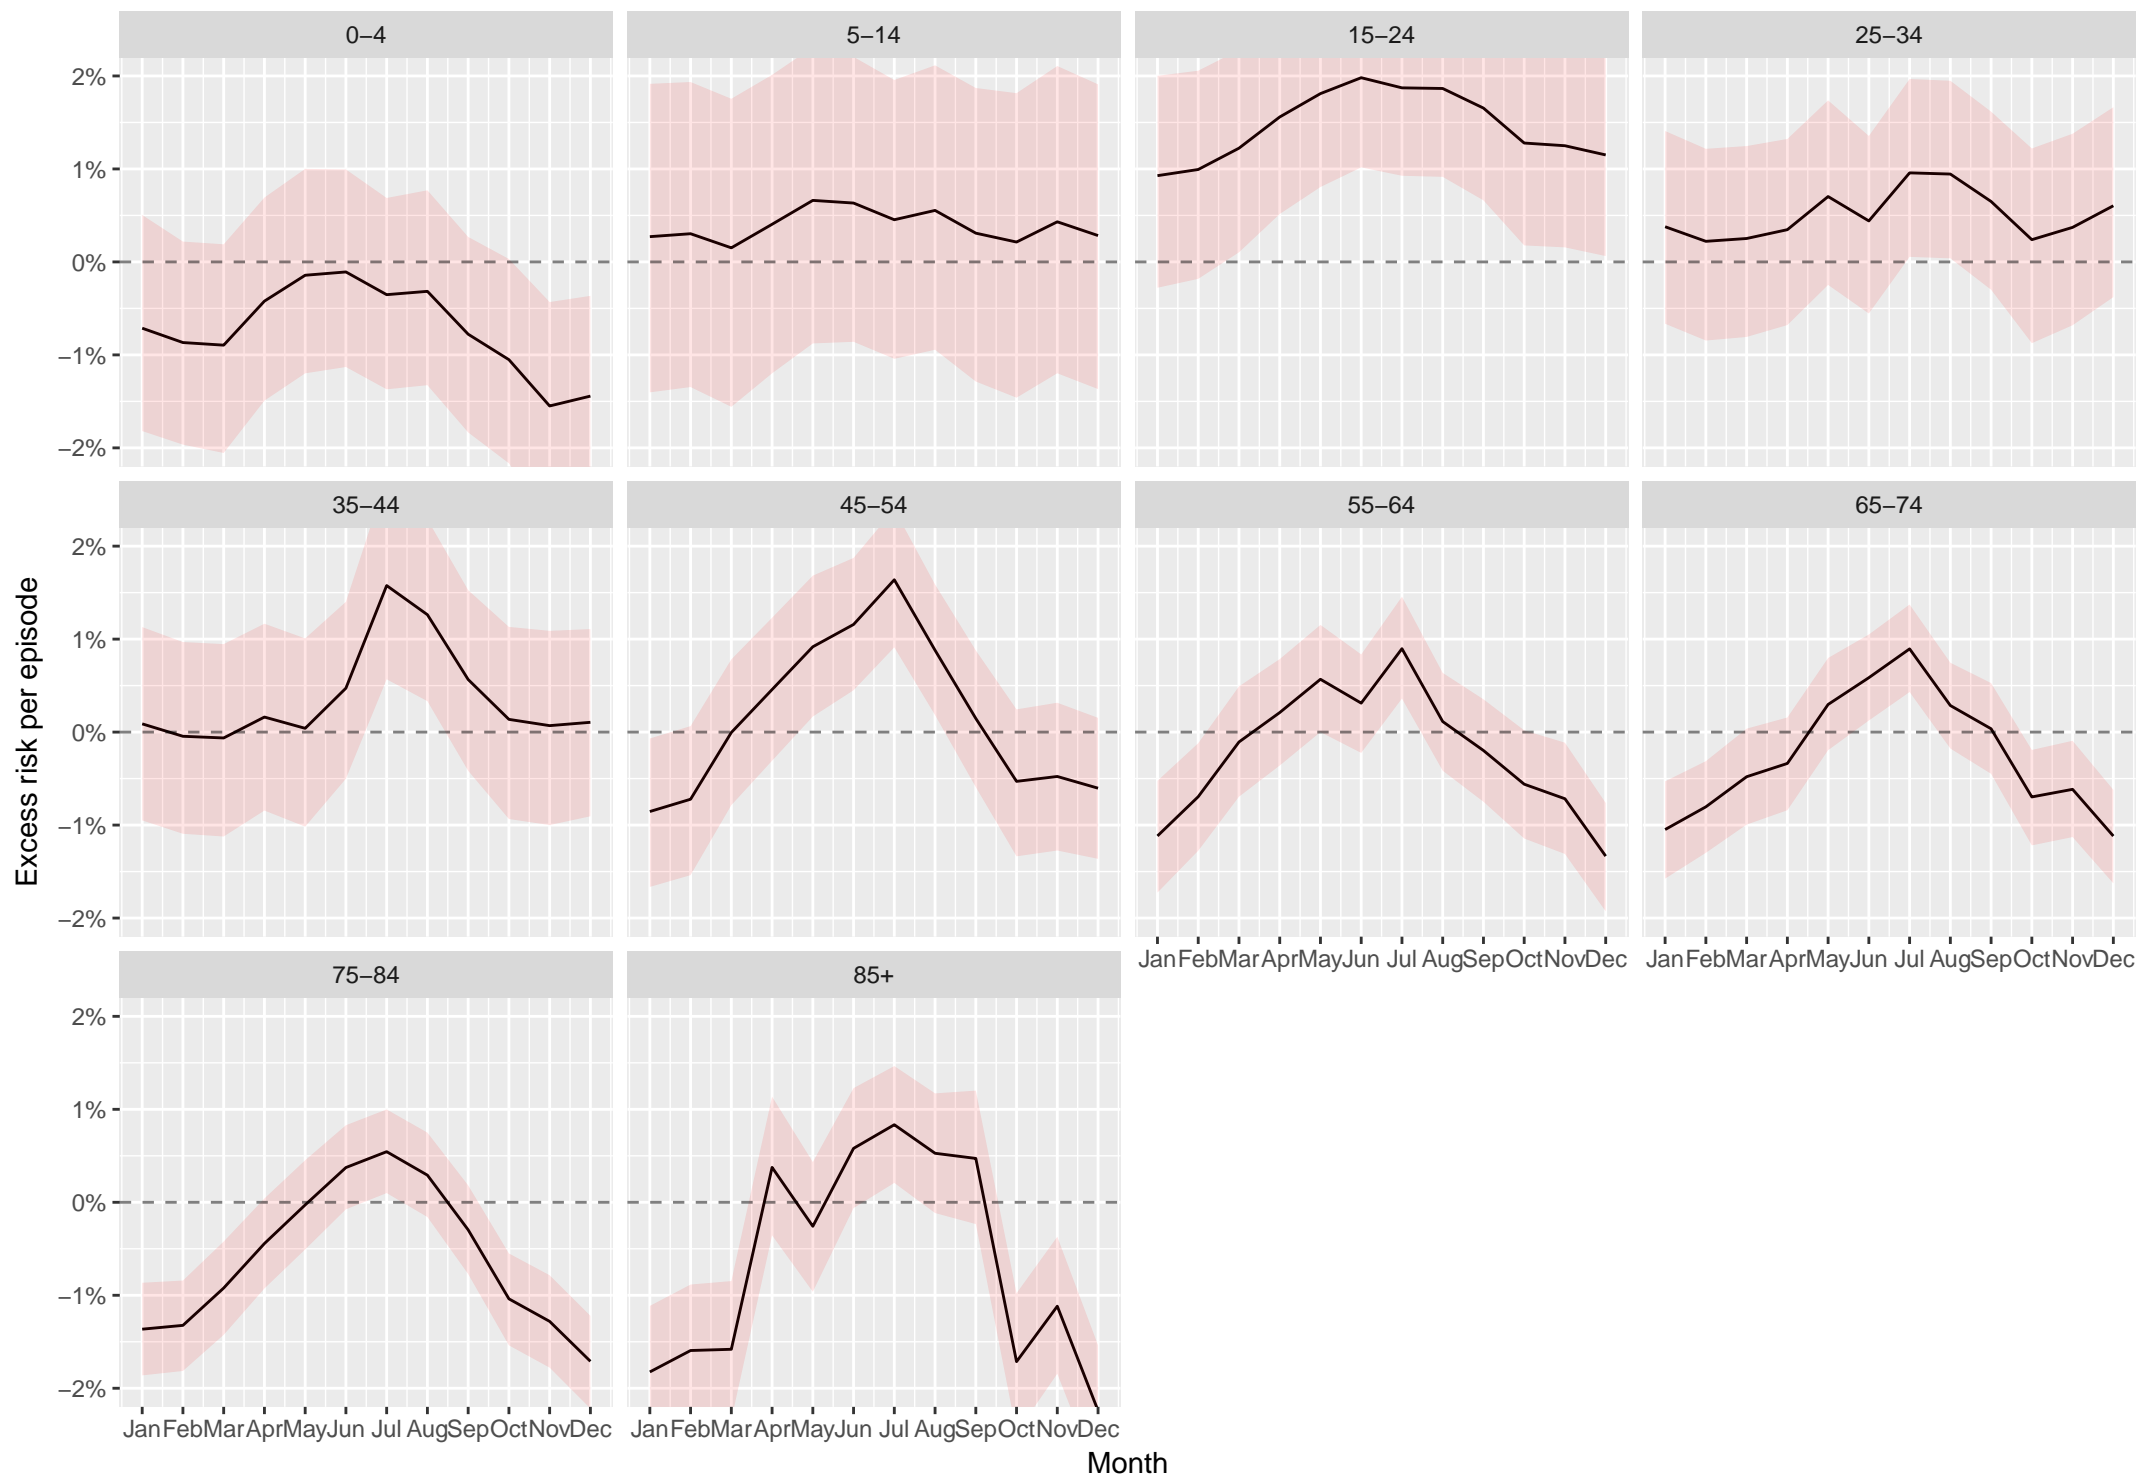 0−4 5−14 15−24 25−34
2%
1%
0%
−1%
−2%
35−44 45−54 55−64 65−74
2%
1%
0%
−1%
−2%
Jan Feb Mar Apr May Jun Jul Aug Sep Oct Nov Dec Jan Feb Mar Apr May Jun Jul Aug Sep Oct Nov Dec
75−84 85+
2%
1%
0%
−1%
−2%
Jan Feb Mar Apr May Jun Jul Aug Sep Oct Nov Dec Jan Feb Mar Apr May Jun Jul Aug Sep Oct Nov Dec
Month
Excess risk per episode